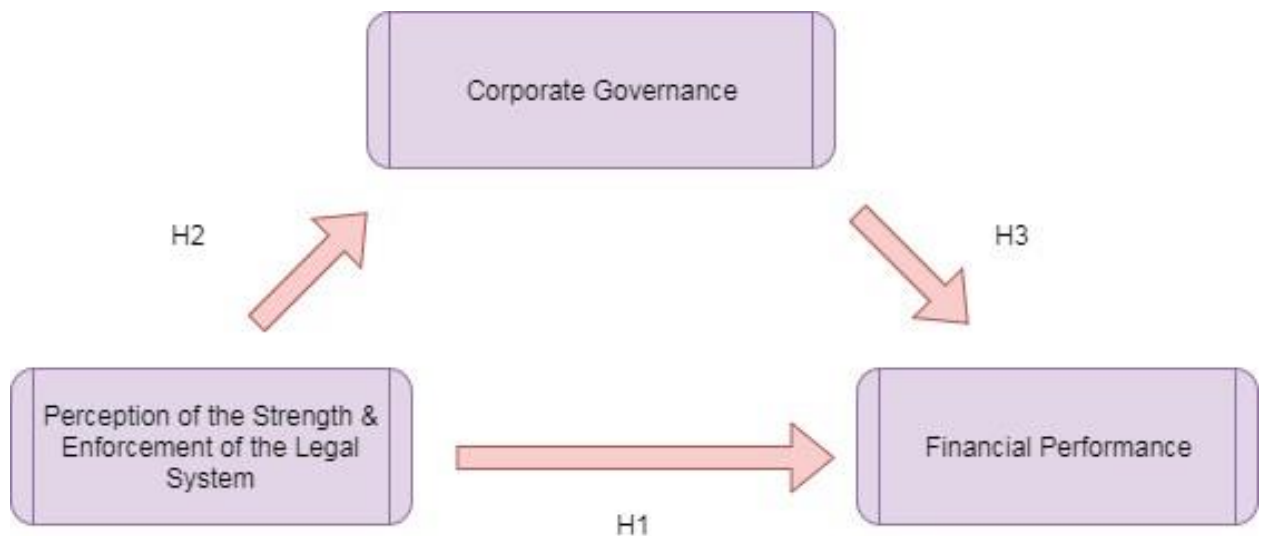 Corporate Governance
H2
H3
Perception of the Strength &
Enforcement of the Legal
System
Financial Performance
H1